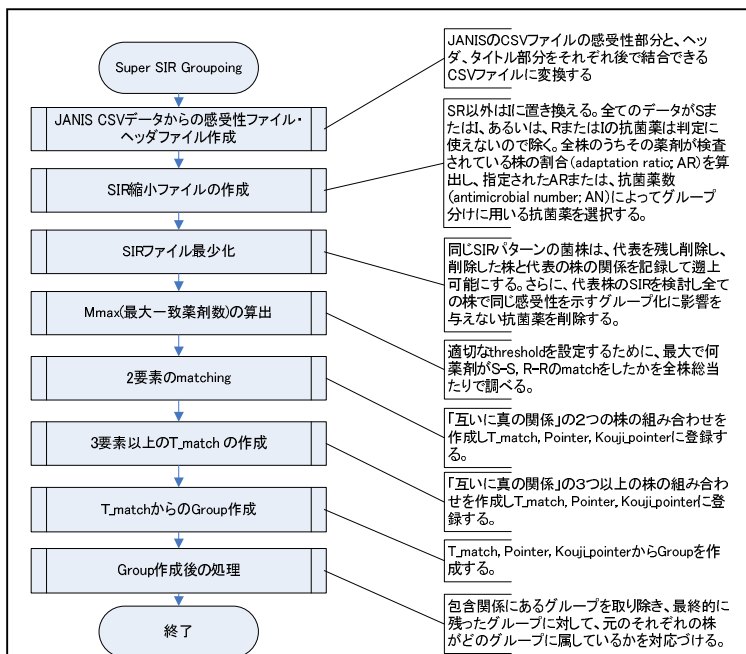 Super SIR Groupoing
JANIS CSVデータからの感受性ファイル・
ヘッダファイル作成
SIR縮小ファイルの作成
SIRファイル最少化
Mmax(最大一致薬剤数)の算出
2要素のmatching
3要素以上のT_match の作成
T_matchからのGroup作成
Group作成後の処理
終了
JANISのCSVファイルの感受性部分と、ヘッ
ダ、タイトル部分をそれぞれ後で結合できる
CSVファイルに変換する
SR以外はIに置き換える。全てのデータがSま
たはI、あるいは、RまたはIの抗菌薬は判定に
使えないので除く。全株のうちその薬剤が検査
されている株の割合(adaptation ratio; AR)を算
出し、指定されたARまたは、抗菌薬数
(antimicrobial number; AN)によってグループ
分けに用いる抗菌薬を選択する。
同じSIRパターンの菌株は、代表を残し削除し、
削除した株と代表の株の関係を記録して遡上
可能にする。さらに、代表株のSIRを検討し全て
の株で同じ感受性を示すグループ化に影響を
与えない抗菌薬を削除する。
適切なthresholdを設定するために、最大で何
薬剤がS-S, R-Rのmatchをしたかを全株総当
たりで調べる。
「互いに真の関係」の2つの株の組み合わせを
作成しT_match, Pointer, Kouji_pointerに登録す
る。
「互いに真の関係」の3つ以上の株の組み合わ
せを作成しT_match, Pointer, Kouji_pointerに登
録する。
T_match, Pointer, Kouji_pointerからGroupを作
成する。
包含関係にあるグループを取り除き、最終的に
残ったグループに対して、元のそれぞれの株
がどのグループに属しているかを対応づける。